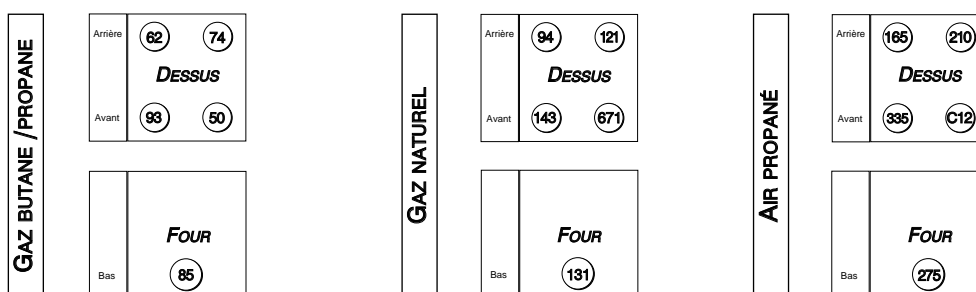 GAZ BUTANE /PROPANE
Arrière 62 74
DESSUS
Avant 93 50
FOUR
Bas 85
GAZ NATUREL
Arrière 94 121
DESSUS
Avant 143 671
FOUR
Bas 131
AIR PROPANÉ
Arrière 165 210
DESSUS
Avant 335 C12
FOUR
Bas 275